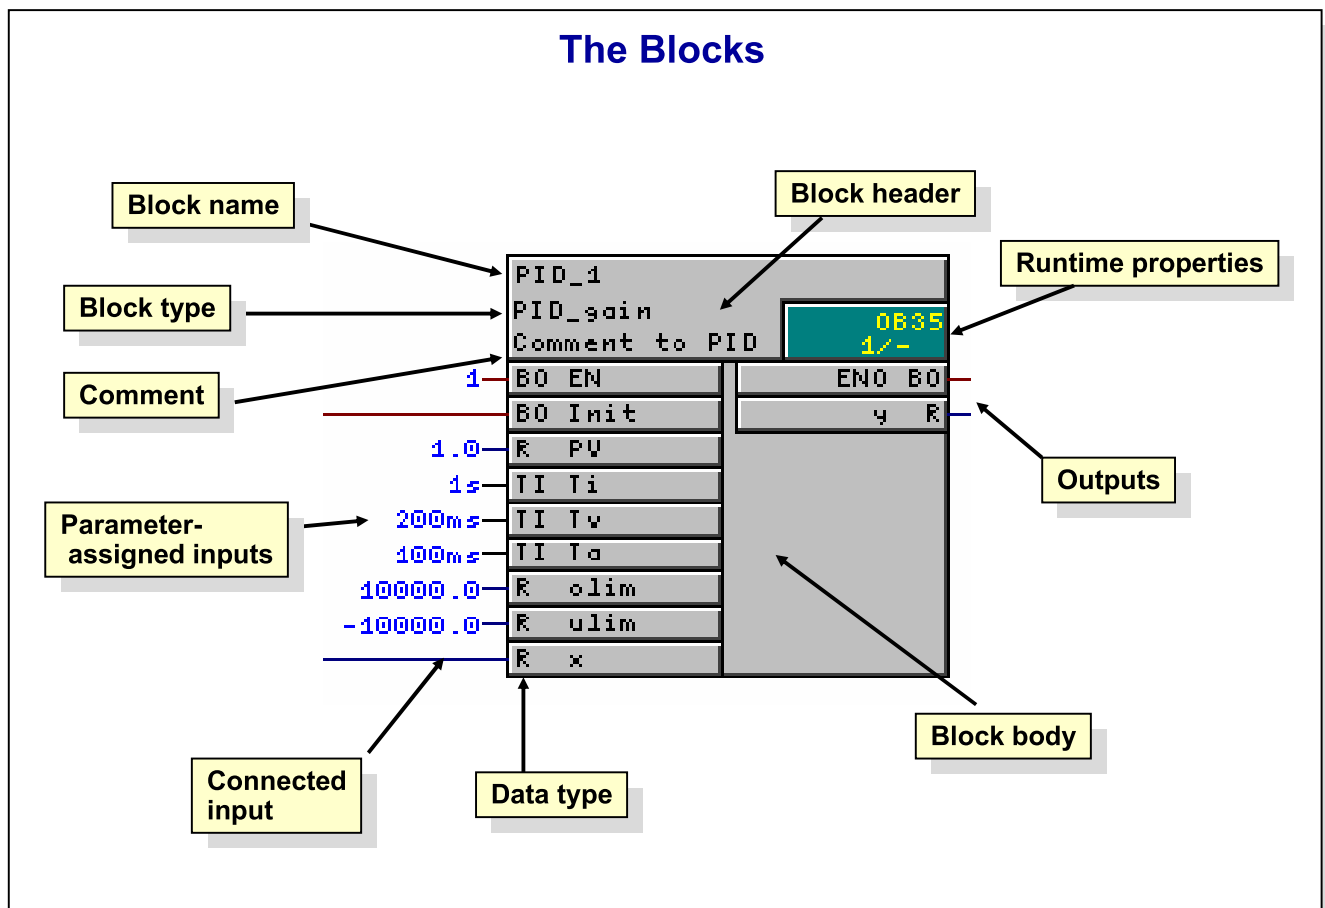 The Blocks
Block name
Block header
Runtime properties
Block type
Comment
PID_1
PID_gain
Comment to PID
OB35
1/-
1 BO EN
ENO BO
BO Init
y R
1.0 R PV
1s TI Ti
200ms TI Tv
100ms TI Ta
10000.0 R olim
-10000.0 R ulim
R x
Outputs
Parameter-
assigned inputs
Block body
Connected
input
Data type